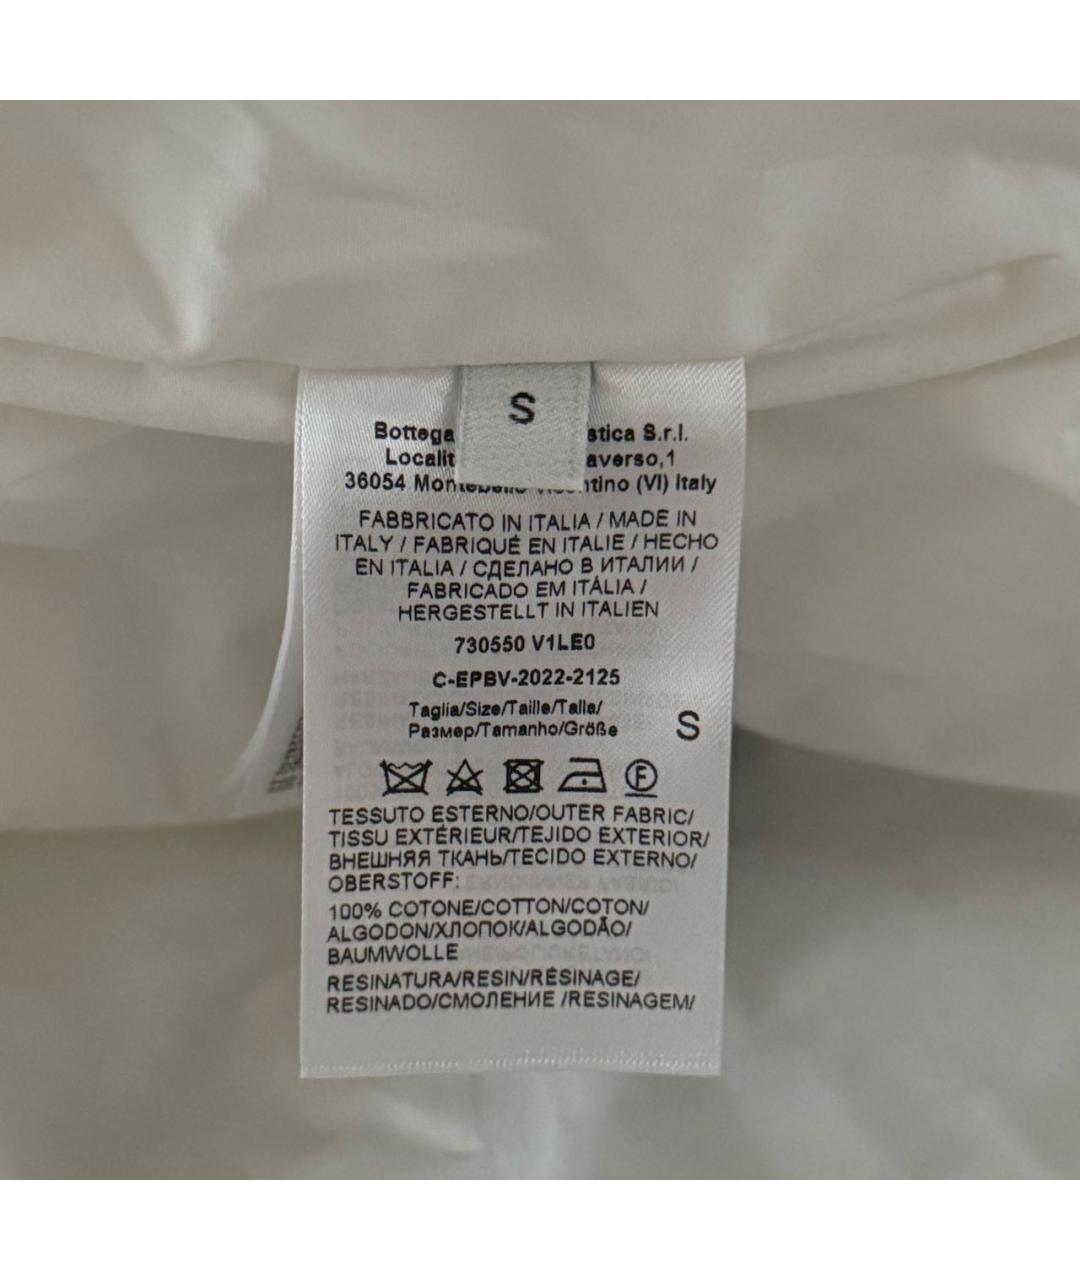 S
Bottega stica S.r.l.
Localit averso,1
36054 Montebello Vicentino (VI) Italy
FABBRICATO IN ITALIA / MADE IN
ITALY / FABRIQUÉ EN ITALIE / HECHO
EN ITALIA / СДЕЛАНО В ИТАЛИИ /
FABRICADO EM ITÁLIA /
HERGESTELLT IN ITALIEN
730550 V1LE0
C-EPBV-2022-2125
Taglia/Size/Taille/Talla/
Размер/Tamanho/Größe S
F
TESSUTO ESTERNO/OUTER FABRIC/
TISSU EXTÉRIEUR/TEJIDO EXTERIOR/
ВНЕШНЯЯ ТКАНЬ/TECIDO EXTERNO/
OBERSTOFF:
100% COTONE/COTTON/COTON/
ALGODON/ХЛОПОК/ALGODÃO/
BAUMWOLLE
RESINATURA/RESIN/RÉSINAGE/
RESINADO/СМОЛЕНИЕ /RESINAGEM/